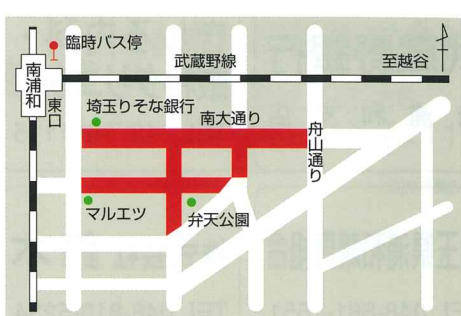 臨時バス停
武蔵野線
至越谷
南浦和
東口
埼玉りそな銀行
南大通り
舟山通り
マルエツ
弁天公園